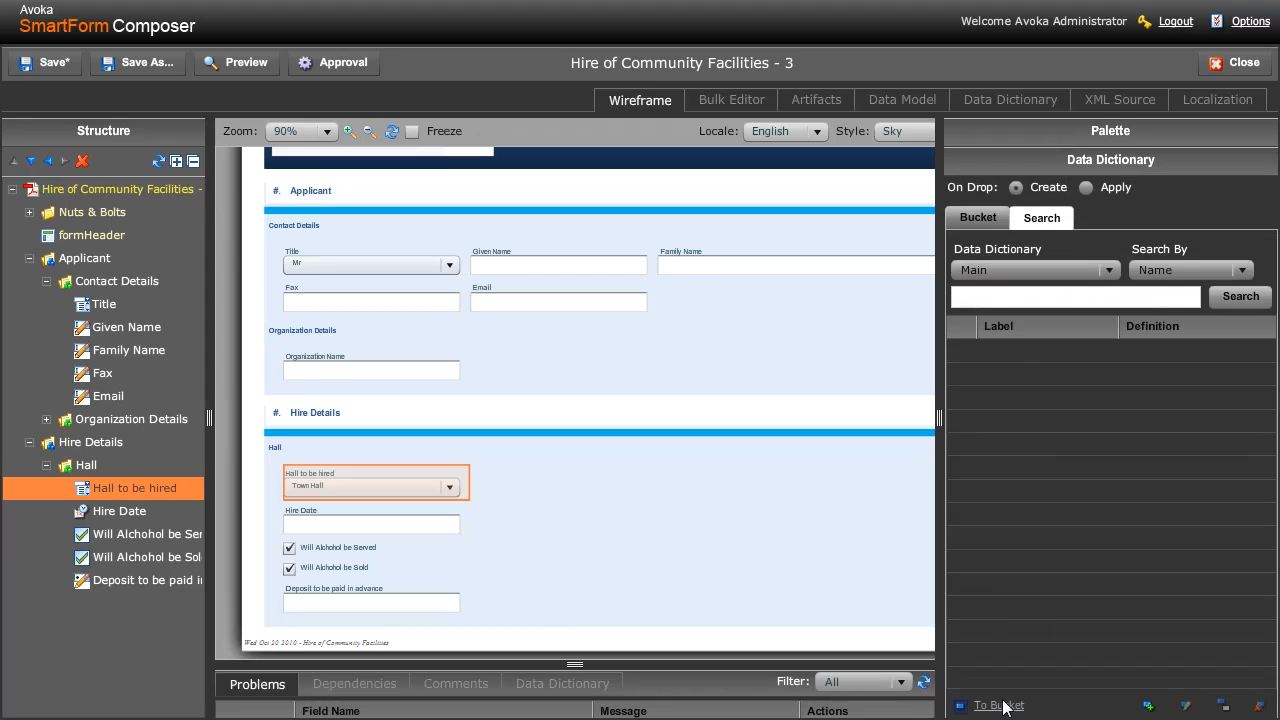 Avoka
SmartForm Composer
Welcome Avoka Administrator Logout Options
Save* Save As... Preview Approval Hire of Community Facilities - 3 Close
Wireframe Bulk Editor Artifacts Data Model Data Dictionary XML Source Localization
Structure
Hire of Community Facilities -
Nuts & Bolts
formHeader
Applicant
Contact Details
Title
Given Name
Family Name
Fax
Email
Organization Details
Hire Details
Hall
Hall to be hired
Hire Date
Will Alchohol be Ser
Will Alchohol be Sol
Deposit to be paid i
Zoom: 90% Freeze Locale: English Style: Sky
#. Applicant
Contact Details
Title Given Name Family Name
Mr
Fax Email
Organization Details
Organization Name
#. Hire Details
Hall
Hall to be hired
Town Hall
Hire Date
Will Alchohol be Served
Will Alchohol be Sold
Deposit to be paid in advance
Wed Oct 20 2010 - Hire of Community Facilities
Problems Dependencies Comments Data Dictionary Filter: All
Field Name Message Actions
Palette
Data Dictionary
On Drop: Create Apply
Bucket Search
Data Dictionary Search By
Main Name
Search
Label Definition
To Bucket